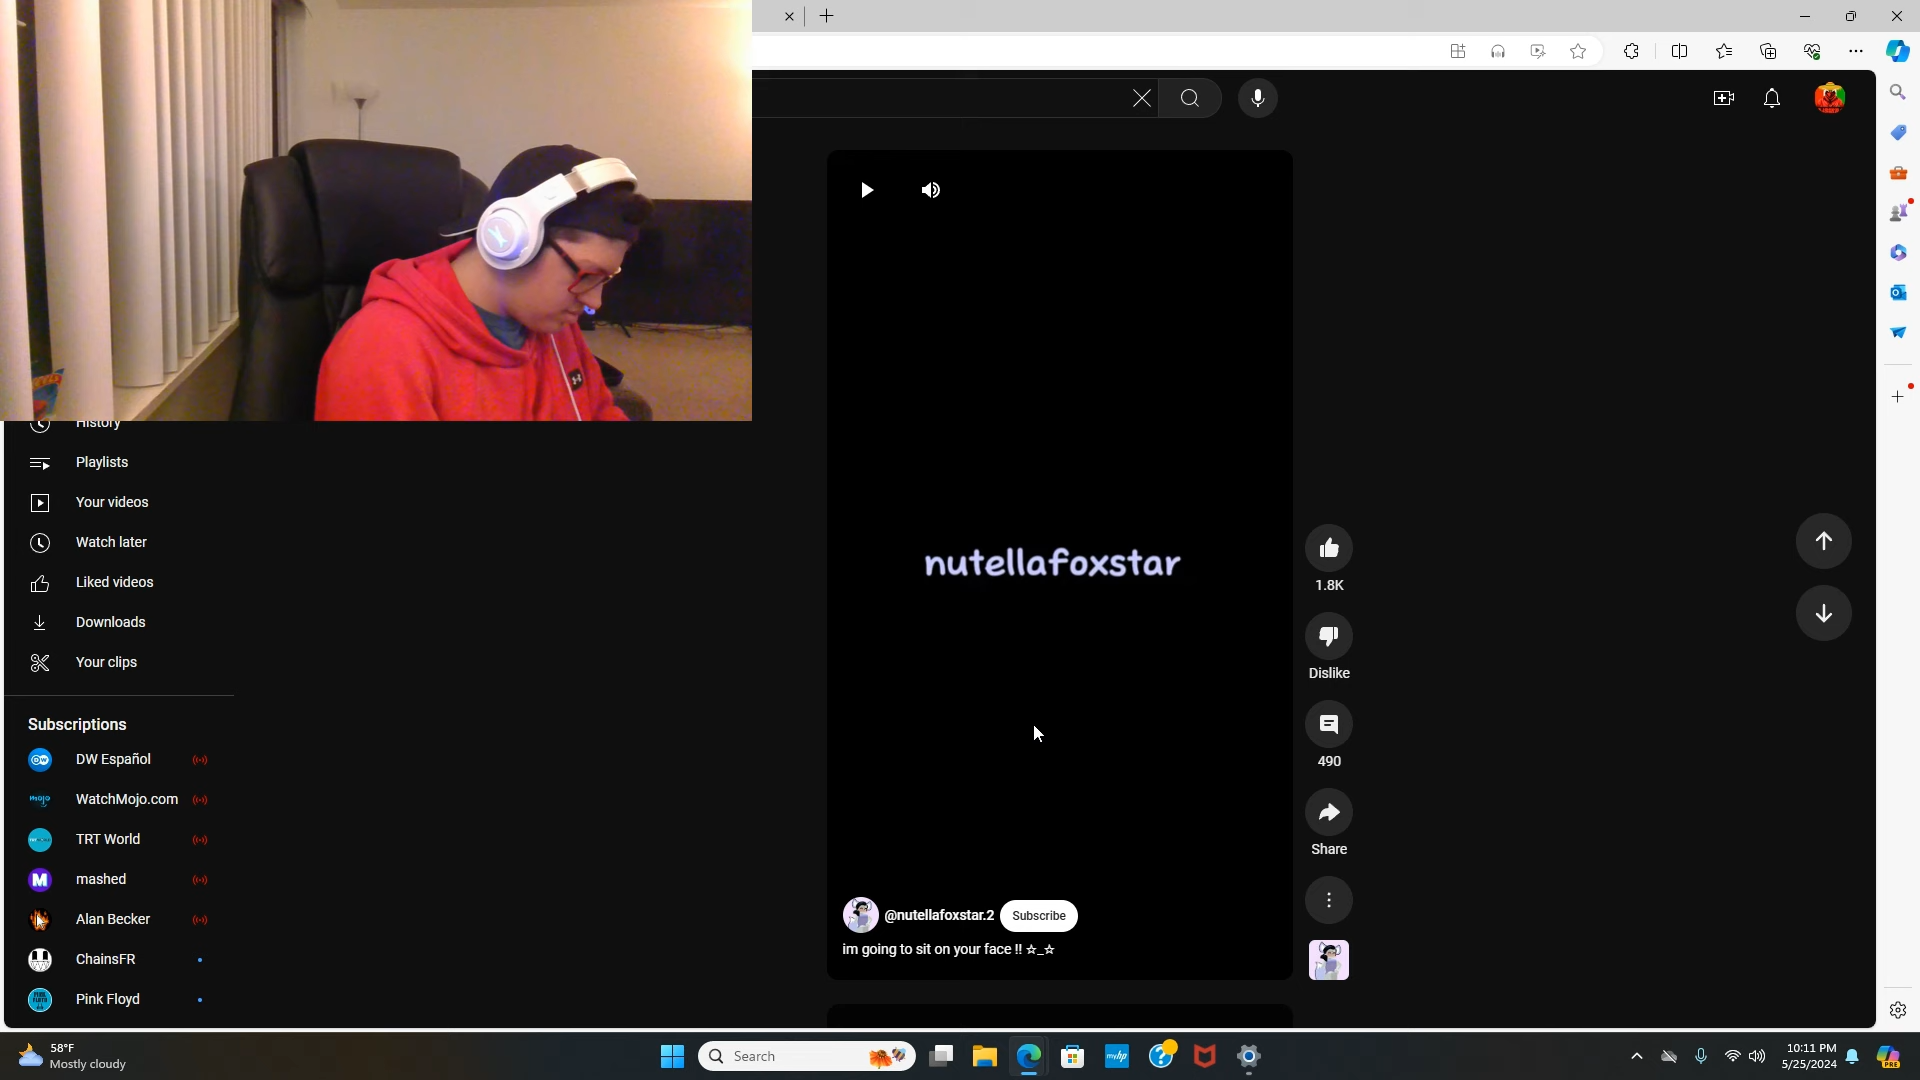 nutellafoxstar
1.8K
Dislike
490
Share
@nutellafoxstar.2 Subscribe
im going to sit on your face !! ☆_☆
History
Playlists
Your videos
Watch later
Liked videos
Downloads
Your clips
Subscriptions
DW Español
WatchMojo.com
TRT World
mashed
Alan Becker
ChainsFR
Pink Floyd
58°F
Mostly cloudy
Search
10:11 PM
5/25/2024